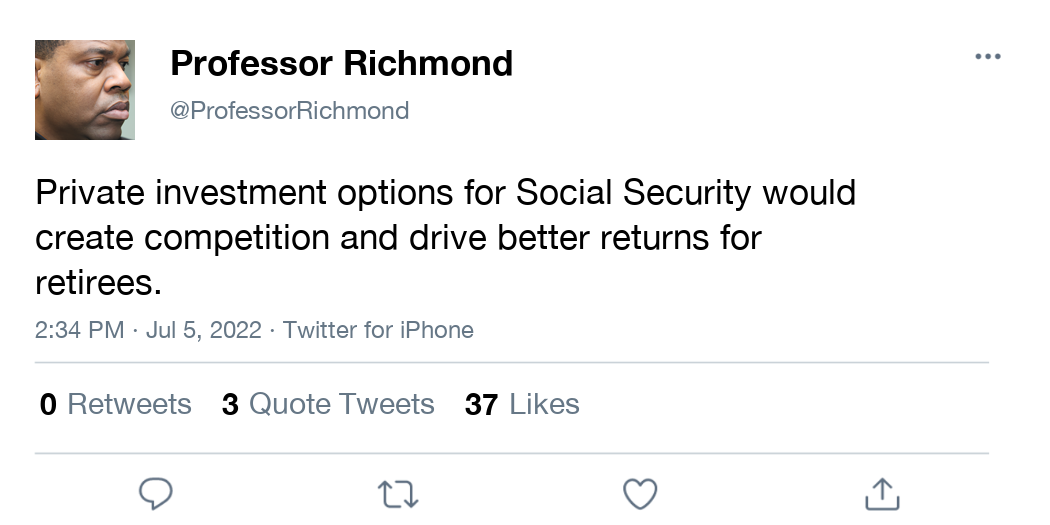 Professor Richmond
@ProfessorRichmond
Private investment options for Social Security would
create competition and drive better returns for
retirees.
2:34 PM · Jul 5, 2022 · Twitter for iPhone
0 Retweets 3 Quote Tweets 37 Likes